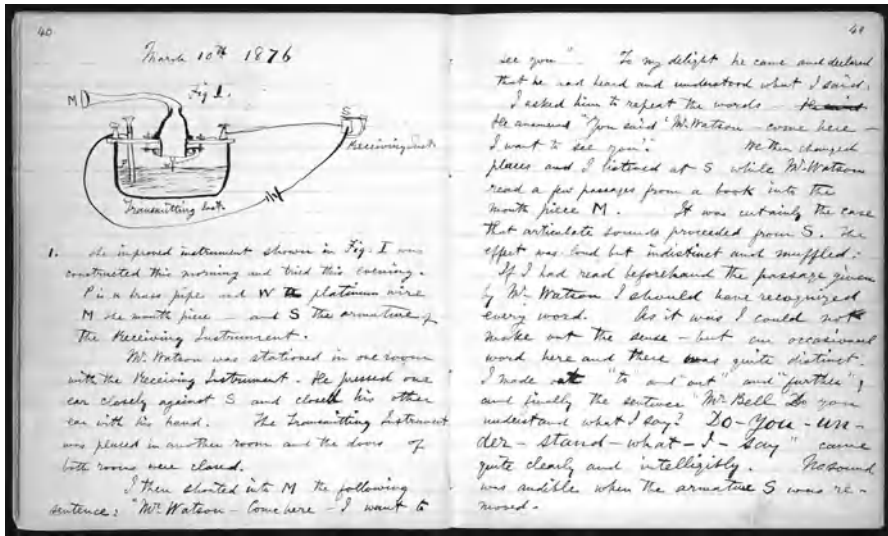 40
March 10th 1876
Fig 1.
M
S
Receiving Inst.
P
Transmitting Inst.
1. The improved instrument shown in Fig. I was
constructed this morning and tried this evening.
P is a brass pipe and W the platinum wire
M the mouth piece – and S the armature of
the Receiving Instrument.
Mr. Watson was stationed in one room
with the Receiving Instrument. He pressed one
ear closely against S and closed his other
ear with his hand. The Transmitting Instrument
was placed in another room and the doors of
both rooms were closed.
I then shouted into M the following
sentence: "Mr. Watson – Come here – I want to
41
see you". To my delight he came and declared
that he had heard and understood what I said.
I asked him to repeat the words –
He answered "You said 'Mr. Watson – come here –
I want to see you'." We then changed
places and I listened at S while Mr. Watson
read a few passages from a book into the
mouth piece M. It was certainly the case
that articulate sounds proceeded from S. The
effect was loud but indistinct and muffled.
If I had read beforehand the passage given
by Mr. Watson I should have recognized
every word. As it was I could not
make out the sense – but an occasional
word here and there was quite distinct.
I made out "to" and "out" and "further";
and finally the sentence "Mr. Bell Do you
understand what I say? Do–you–un–
der–stand–what–I–say" came
quite clearly and intelligibly. No sound
was audible when the armature S was re–
moved.